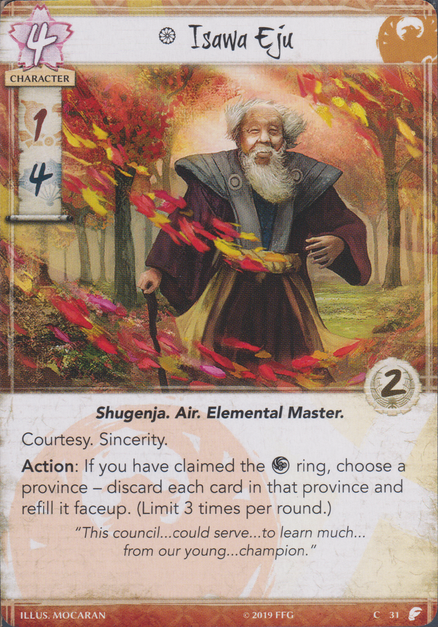 4
Isawa Eju
CHARACTER
1
4
2
Shugenja. Air. Elemental Master.
Courtesy. Sincerity.
Action: If you have claimed the ring, choose a
province – discard each card in that province and
refill it faceup. (Limit 3 times per round.)
"This council...could serve...to learn much...
from our young...champion."
ILLUS. MOCARAN
© 2019 FFG
C 31